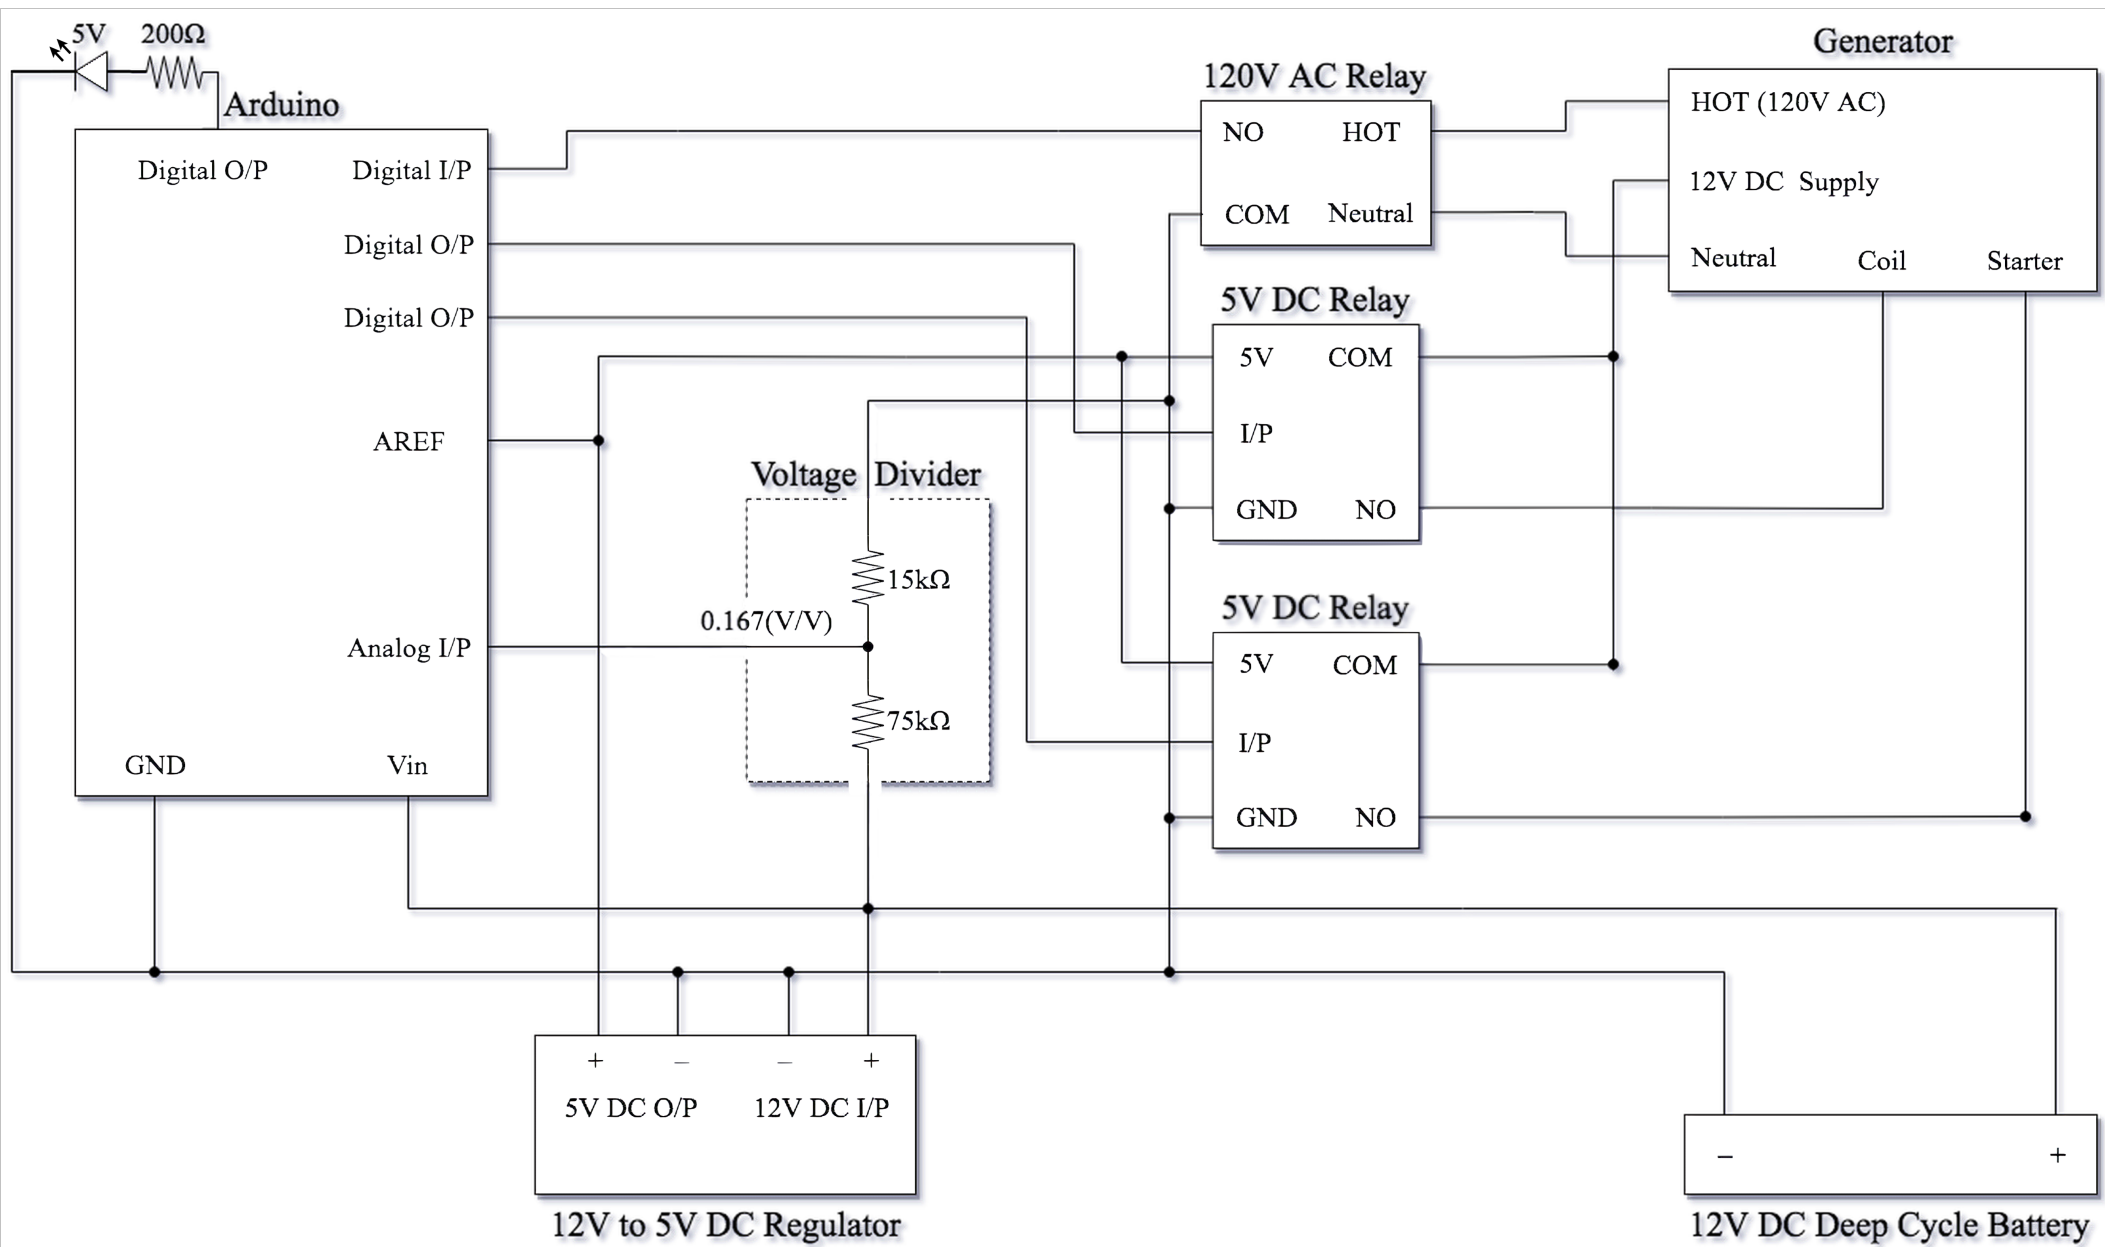 5V 200Ω
Arduino
Digital O/P
Digital I/P
Digital O/P
Digital O/P
AREF
Analog I/P
GND
Vin
Voltage Divider
15kΩ
0.167(V/V)
75kΩ
120V AC Relay
NO HOT
COM Neutral
Generator
HOT (120V AC)
12V DC Supply
Neutral Coil Starter
5V DC Relay
5V COM
I/P
GND NO
5V DC Relay
5V COM
I/P
GND NO
+ − − +
5V DC O/P 12V DC I/P
12V to 5V DC Regulator
− +
12V DC Deep Cycle Battery